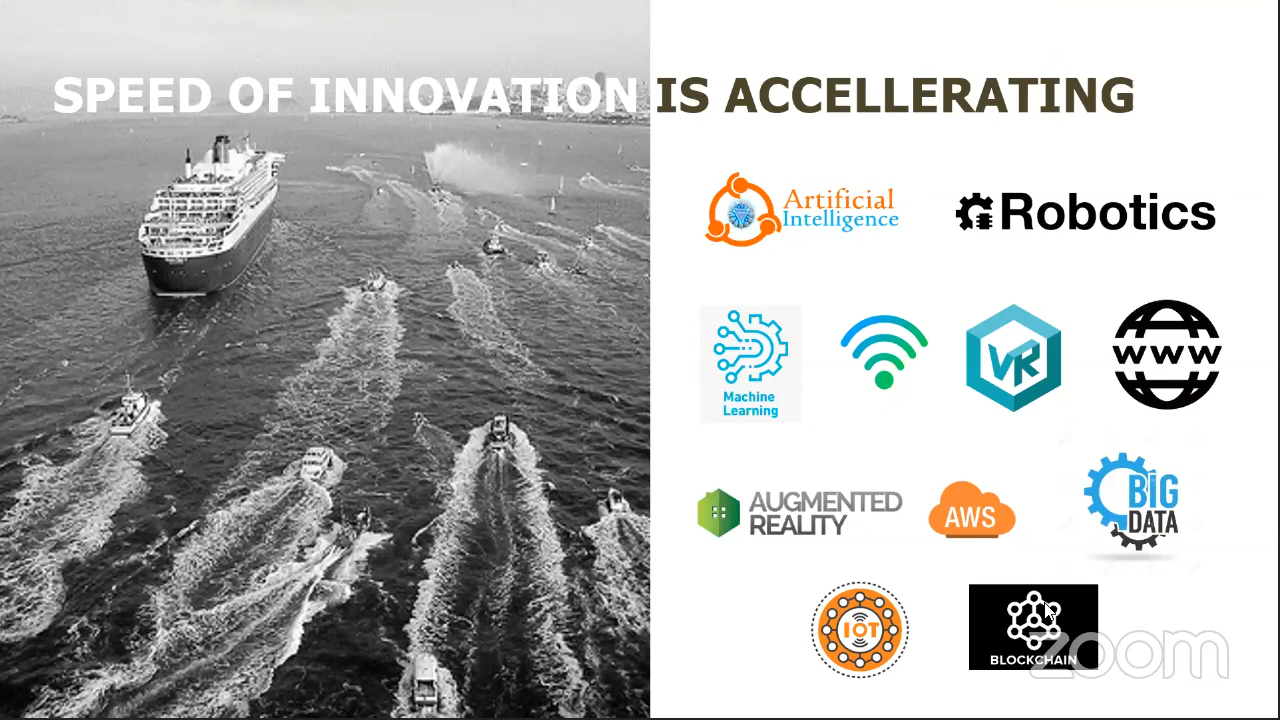 SPEED OF INNOVATION IS ACCELLERATING
Artificial
Intelligence
Robotics
Machine
Learning
VR
WWW
AUGMENTED
REALITY
AWS
BIG
DATA
IOT
BLOCKCHAIN
zoom